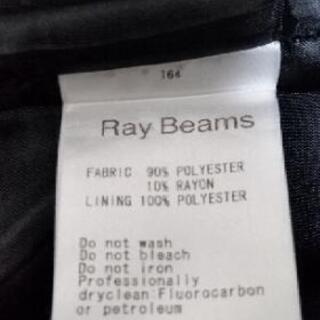 164
Ray Beams
FABRIC 90% POLYESTER
10% RAYON
LINING 100% POLYESTER
Do not wash
Do not bleach
Do not iron
Professionally
dryclean:Fluorocarbon
or petroleum